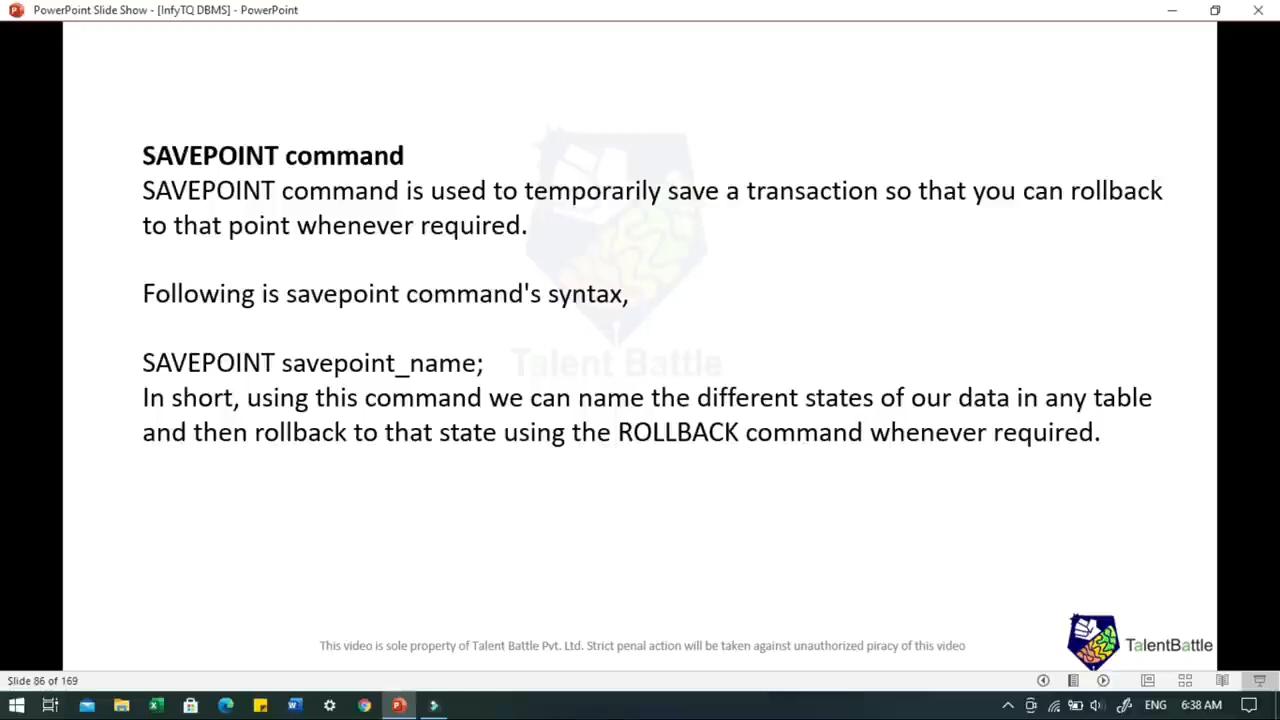 PowerPoint Slide Show - [InfyTQ DBMS] - PowerPoint
SAVEPOINT command
SAVEPOINT command is used to temporarily save a transaction so that you can rollback
to that point whenever required.
Following is savepoint command's syntax,
SAVEPOINT savepoint_name;
Talent Battle
In short, using this command we can name the different states of our data in any table
and then rollback to that state using the ROLLBACK command whenever required.
This video is sole property of Talent Battle Pvt. Ltd. Strict penal action will be taken against unauthorized piracy of this video
TalentBattle
Slide 86 of 169
ENG 6:38 AM